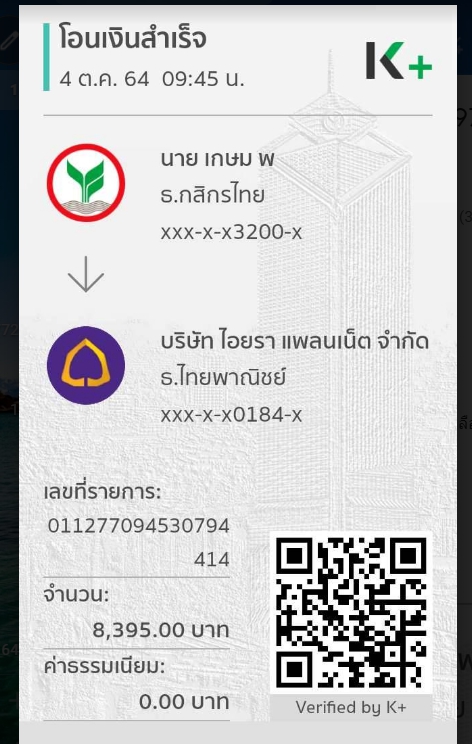 โอนเงินสำเร็จ
4 ต.ค. 64 09:45 น.
K+
นาย เกษม พ
ธ.กสิกรไทย
xxx-x-x3200-x
บริษัท ไอยรา แพลนเน็ต จำกัด
ธ.ไทยพาณิชย์
xxx-x-x0184-x
เลขที่รายการ:
011277094530794
414
จำนวน:
8,395.00 บาท
ค่าธรรมเนียม:
0.00 บาท
Verified by K+